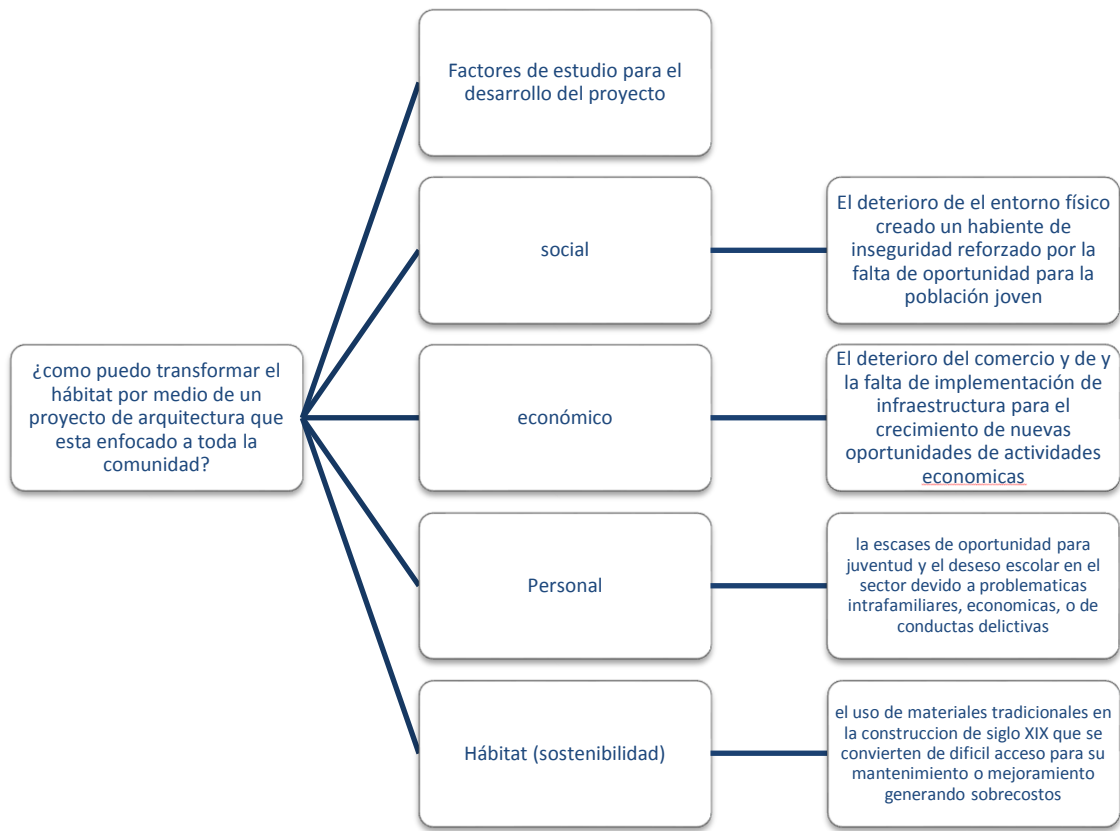 Factores de estudio para el
desarrollo del proyecto
social
El deterioro de el entorno físico
creado un habiente de
inseguridad reforzado por la
falta de oportunidad para la
población joven
¿como puedo transformar el
hábitat por medio de un
proyecto de arquitectura que
esta enfocado a toda la
comunidad?
económico
El deterioro del comercio y de y
la falta de implementación de
infraestructura para el
crecimiento de nuevas
oportunidades de actividades
economicas
Personal
la escases de oportunidad para
juventud y el deseso escolar en el
sector devido a problematicas
intrafamiliares, economicas, o de
conductas delictivas
Hábitat (sostenibilidad)
el uso de materiales tradicionales en
la construccion de siglo XIX que se
convierten de dificil acceso para su
mantenimiento o mejoramiento
generando sobrecostos